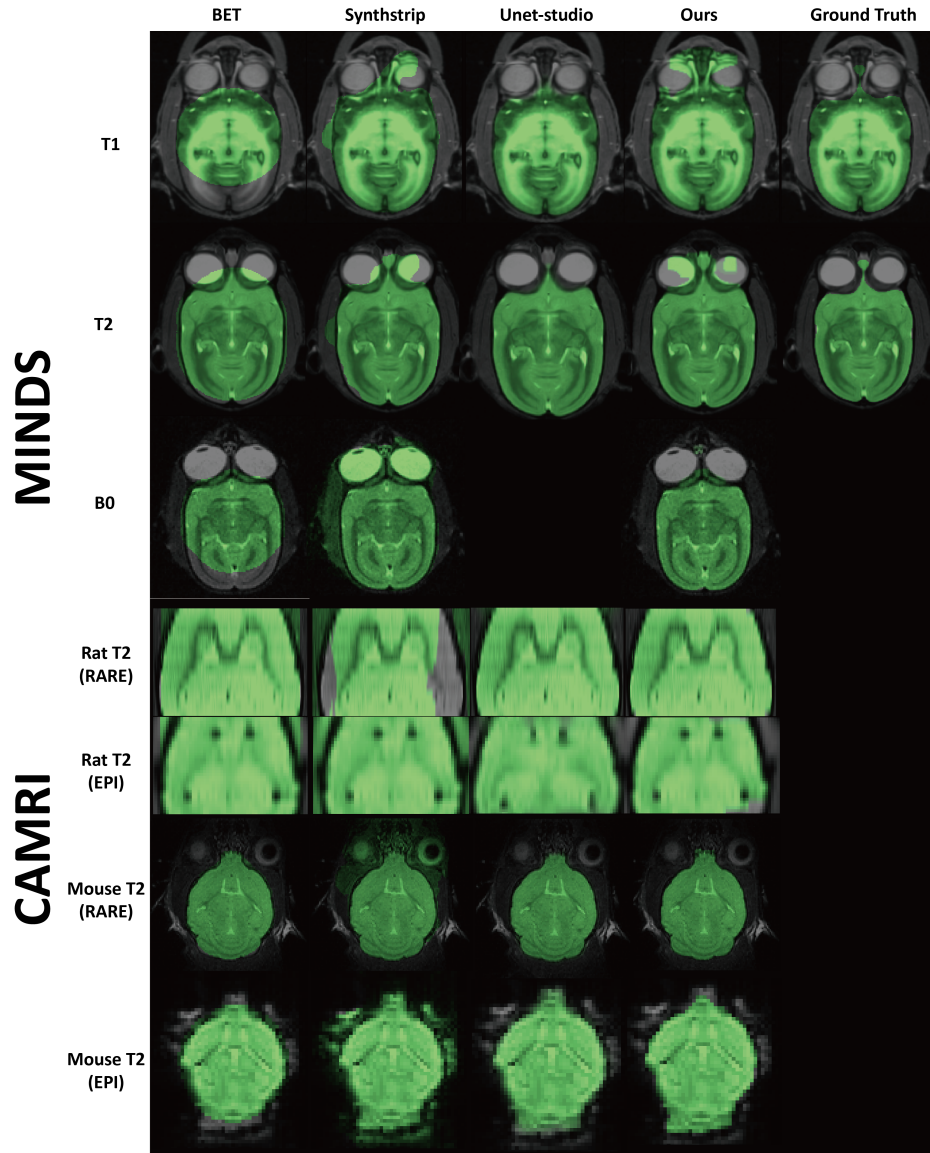 BET Synthstrip Unet-studio Ours Ground Truth
MINDS
T1
T2
B0
CAMRI
Rat T2
(RARE)
Rat T2
(EPI)
Mouse T2
(RARE)
Mouse T2
(EPI)